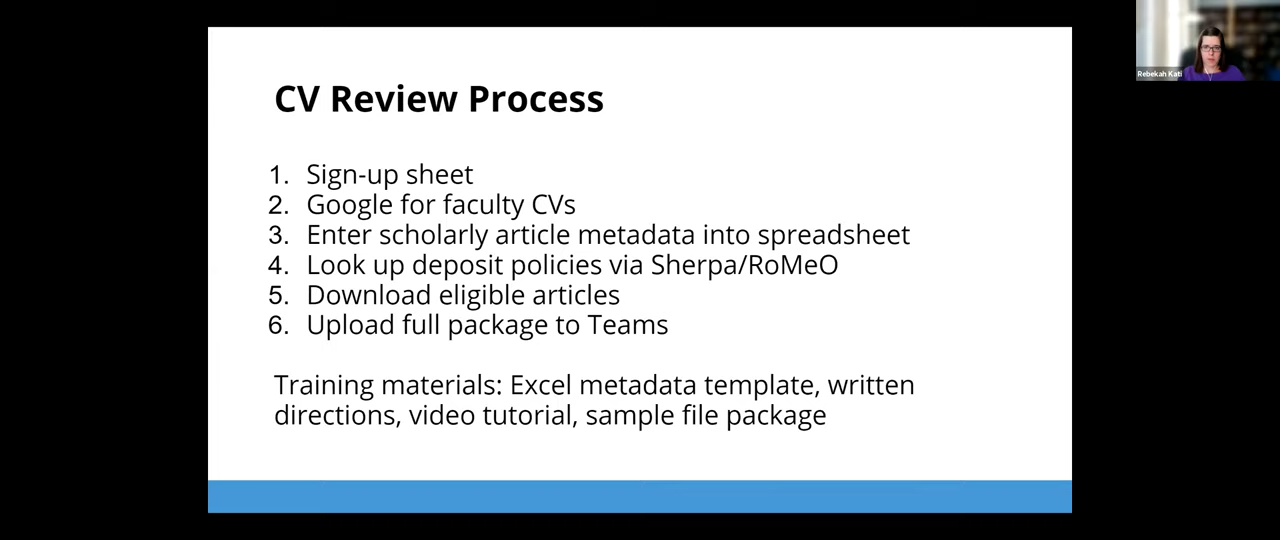 CV Review Process
1. Sign-up sheet
2. Google for faculty CVs
3. Enter scholarly article metadata into spreadsheet
4. Look up deposit policies via Sherpa/RoMeO
5. Download eligible articles
6. Upload full package to Teams
Training materials: Excel metadata template, written
directions, video tutorial, sample file package
Rebekah Kati